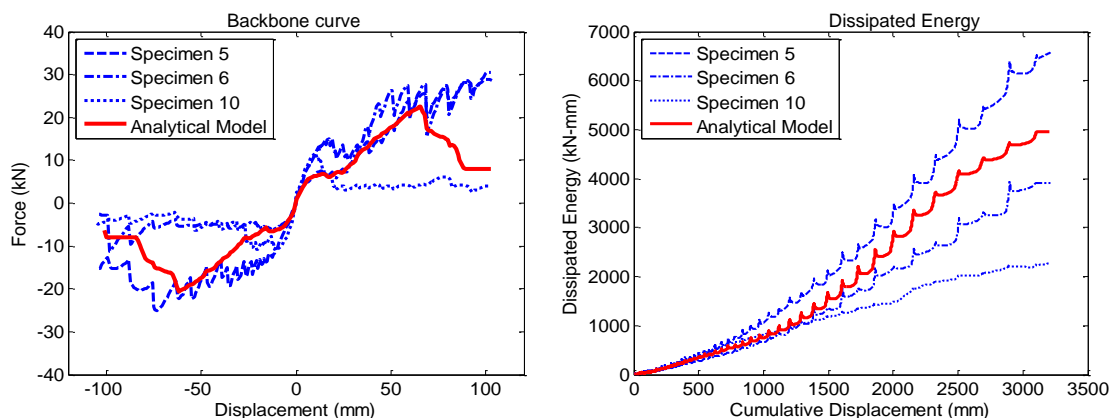 Backbone curve
40
30
20
10
0
-10
-20
-30
-40
Force (kN)
Specimen 5
Specimen 6
Specimen 10
Analytical Model
-100 -50 0 50 100
Displacement (mm)
Dissipated Energy
7000
6000
5000
4000
3000
2000
1000
0
Dissipated Energy (kN-mm)
Specimen 5
Specimen 6
Specimen 10
Analytical Model
0 500 1000 1500 2000 2500 3000 3500
Cumulative Displacement (mm)